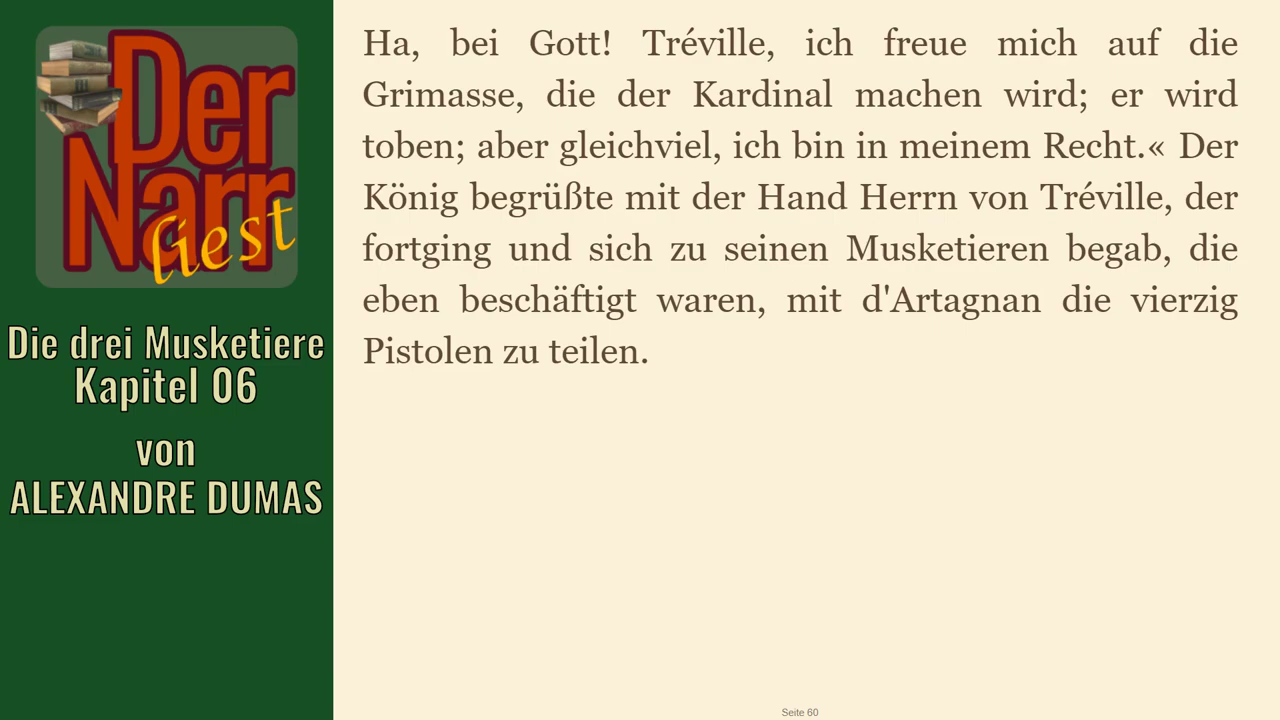 Der
Narr
liest
Die drei Musketiere
Kapitel 06
von
ALEXANDRE DUMAS
Ha, bei Gott! Tréville, ich freue mich auf die
Grimasse, die der Kardinal machen wird; er wird
toben; aber gleichviel, ich bin in meinem Recht.« Der
König begrüßte mit der Hand Herrn von Tréville, der
fortging und sich zu seinen Musketieren begab, die
eben beschäftigt waren, mit d'Artagnan die vierzig
Pistolen zu teilen.
Seite 60